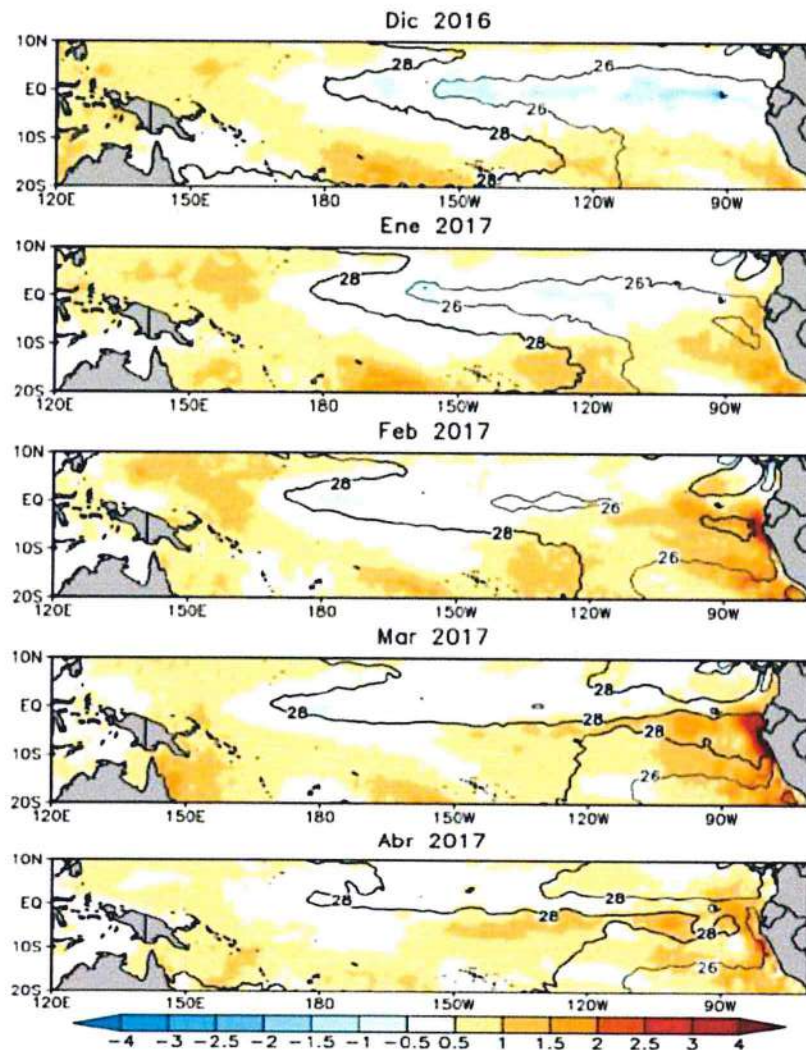 Dic 2016
10N
EQ
10S
20S
28
26
26
28
28
120E 150E 180 150W 120W 90W
Ene 2017
10N
EQ
10S
20S
28
26
26
28
120E 150E 180 150W 120W 90W
Feb 2017
10N
EQ
10S
20S
28
26
28
26
120E 150E 180 150W 120W 90W
Mar 2017
10N
EQ
10S
20S
28
28
28
28
26
120E 150E 180 150W 120W 90W
Abr 2017
10N
EQ
10S
20S
28
28
28
28
26
120E 150E 180 150W 120W 90W
-4 -3 -2.5 -2 -1.5 -1 -0.5 0.5 1 1.5 2 2.5 3 4